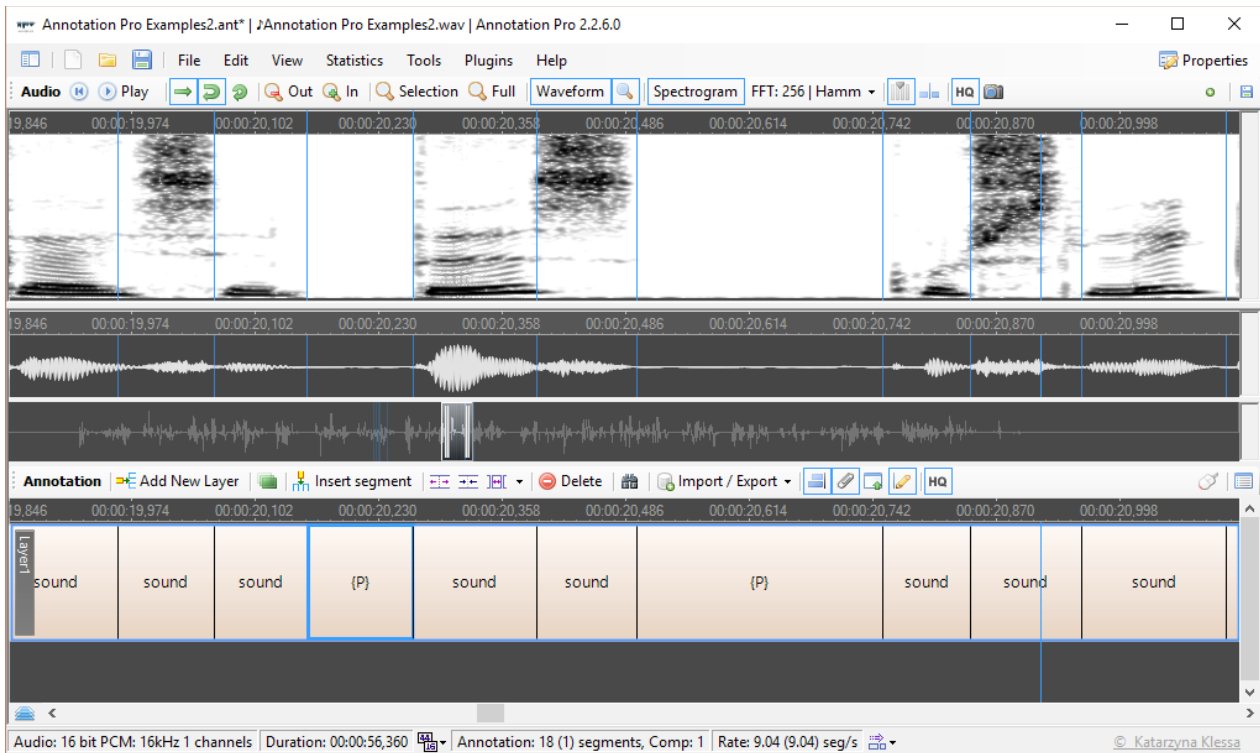 Annotation Pro Examples2.ant* | ♪Annotation Pro Examples2.wav | Annotation Pro 2.2.6.0
File Edit View Statistics Tools Plugins Help Properties
Audio Play Out In Selection Full Waveform Spectrogram FFT: 256 | Hamm HQ
19,846 00:00:19,974 00:00:20,102 00:00:20,230 00:00:20,358 00:00:20,486 00:00:20,614 00:00:20,742 00:00:20,870 00:00:20,998
19,846 00:00:19,974 00:00:20,102 00:00:20,230 00:00:20,358 00:00:20,486 00:00:20,614 00:00:20,742 00:00:20,870 00:00:20,998
Annotation Add New Layer Insert segment Delete Import / Export HQ
19,846 00:00:19,974 00:00:20,102 00:00:20,230 00:00:20,358 00:00:20,486 00:00:20,614 00:00:20,742 00:00:20,870 00:00:20,998
Layer1
sound sound sound {P} sound sound {P} sound sound sound
Audio: 16 bit PCM: 16kHz 1 channels Duration: 00:00:56,360 44 16 Annotation: 18 (1) segments, Comp: 1 Rate: 9.04 (9.04) seg/s © Katarzyna Klessa